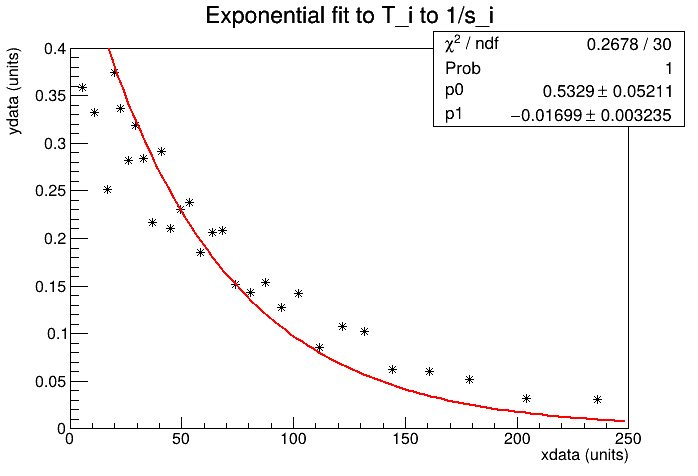 Exponential fit to T_i to 1/s_i
χ² / ndf 0.2678 / 30
Prob 1
p0 0.5329 ± 0.05211
p1 −0.01699 ± 0.003235
ydata (units)
0.4
0.35
0.3
0.25
0.2
0.15
0.1
0.05
0
0 50 100 150 200 250
xdata (units)